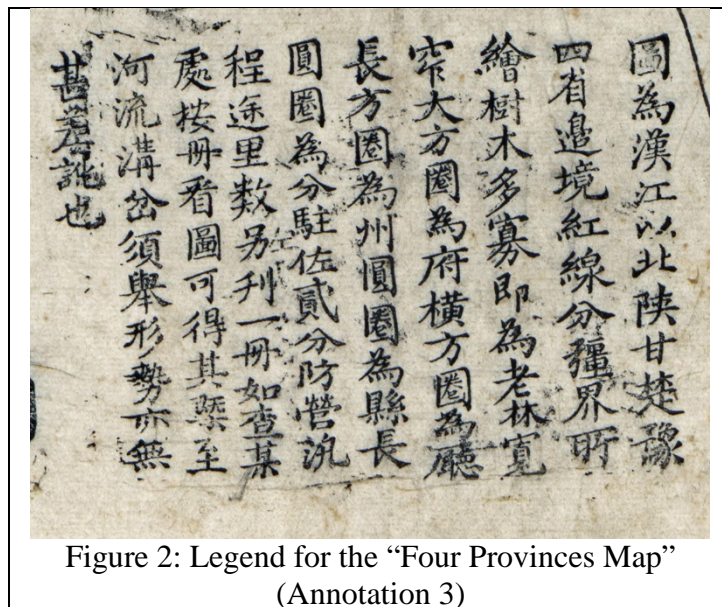 圖為漢江以北陕甘楚豫
四省邉境紅線分疆界所
繪樹木多寡即為老林寬
窄大方圈為府橫方圈為廳
長方圈為州圓圈為縣長
圓圈為分駐佐貳分防營汛
程途里数另刋一冊如查某
處按冊看圖可得其槩至
河流溝岔須舉形勢亦無
甚差訛也
Figure 2: Legend for the “Four Provinces Map”
(Annotation 3)